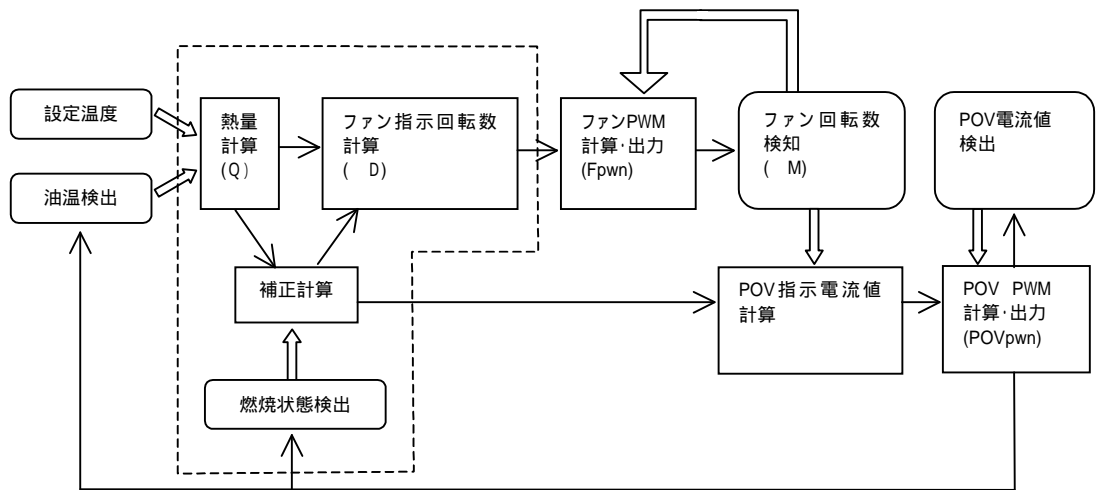 設定温度
油温検出
熱量
計算
(Q)
ファン指示回転数
計算
( D)
ファンPWM
計算・出力
(Fpwn)
ファン回転数
検知
( M)
POV電流値
検出
補正計算
POV指示電流値
計算
POV PWM
計算・出力
(POVpwn)
燃焼状態検出